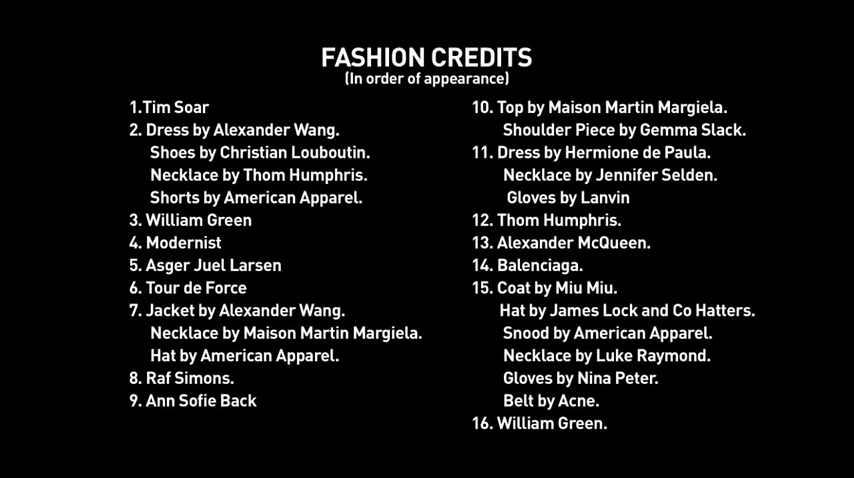 FASHION CREDITS
(In order of appearance)
1.Tim Soar
2. Dress by Alexander Wang.
Shoes by Christian Louboutin.
Necklace by Thom Humphris.
Shorts by American Apparel.
3. William Green
4. Modernist
5. Asger Juel Larsen
6. Tour de Force
7. Jacket by Alexander Wang.
Necklace by Maison Martin Margiela.
Hat by American Apparel.
8. Raf Simons.
9. Ann Sofie Back
10. Top by Maison Martin Margiela.
Shoulder Piece by Gemma Slack.
11. Dress by Hermione de Paula.
Necklace by Jennifer Selden.
Gloves by Lanvin
12. Thom Humphris.
13. Alexander McQueen.
14. Balenciaga.
15. Coat by Miu Miu.
Hat by James Lock and Co Hatters.
Snood by American Apparel.
Necklace by Luke Raymond.
Gloves by Nina Peter.
Belt by Acne.
16. William Green.